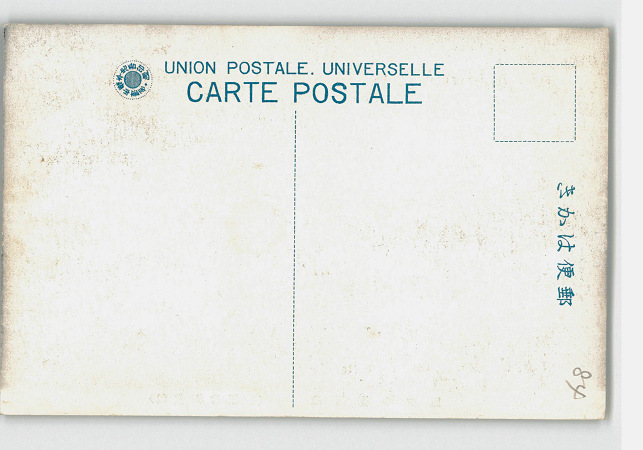 UNION POSTALE. UNIVERSELLE
CARTE POSTALE
きかは便郵